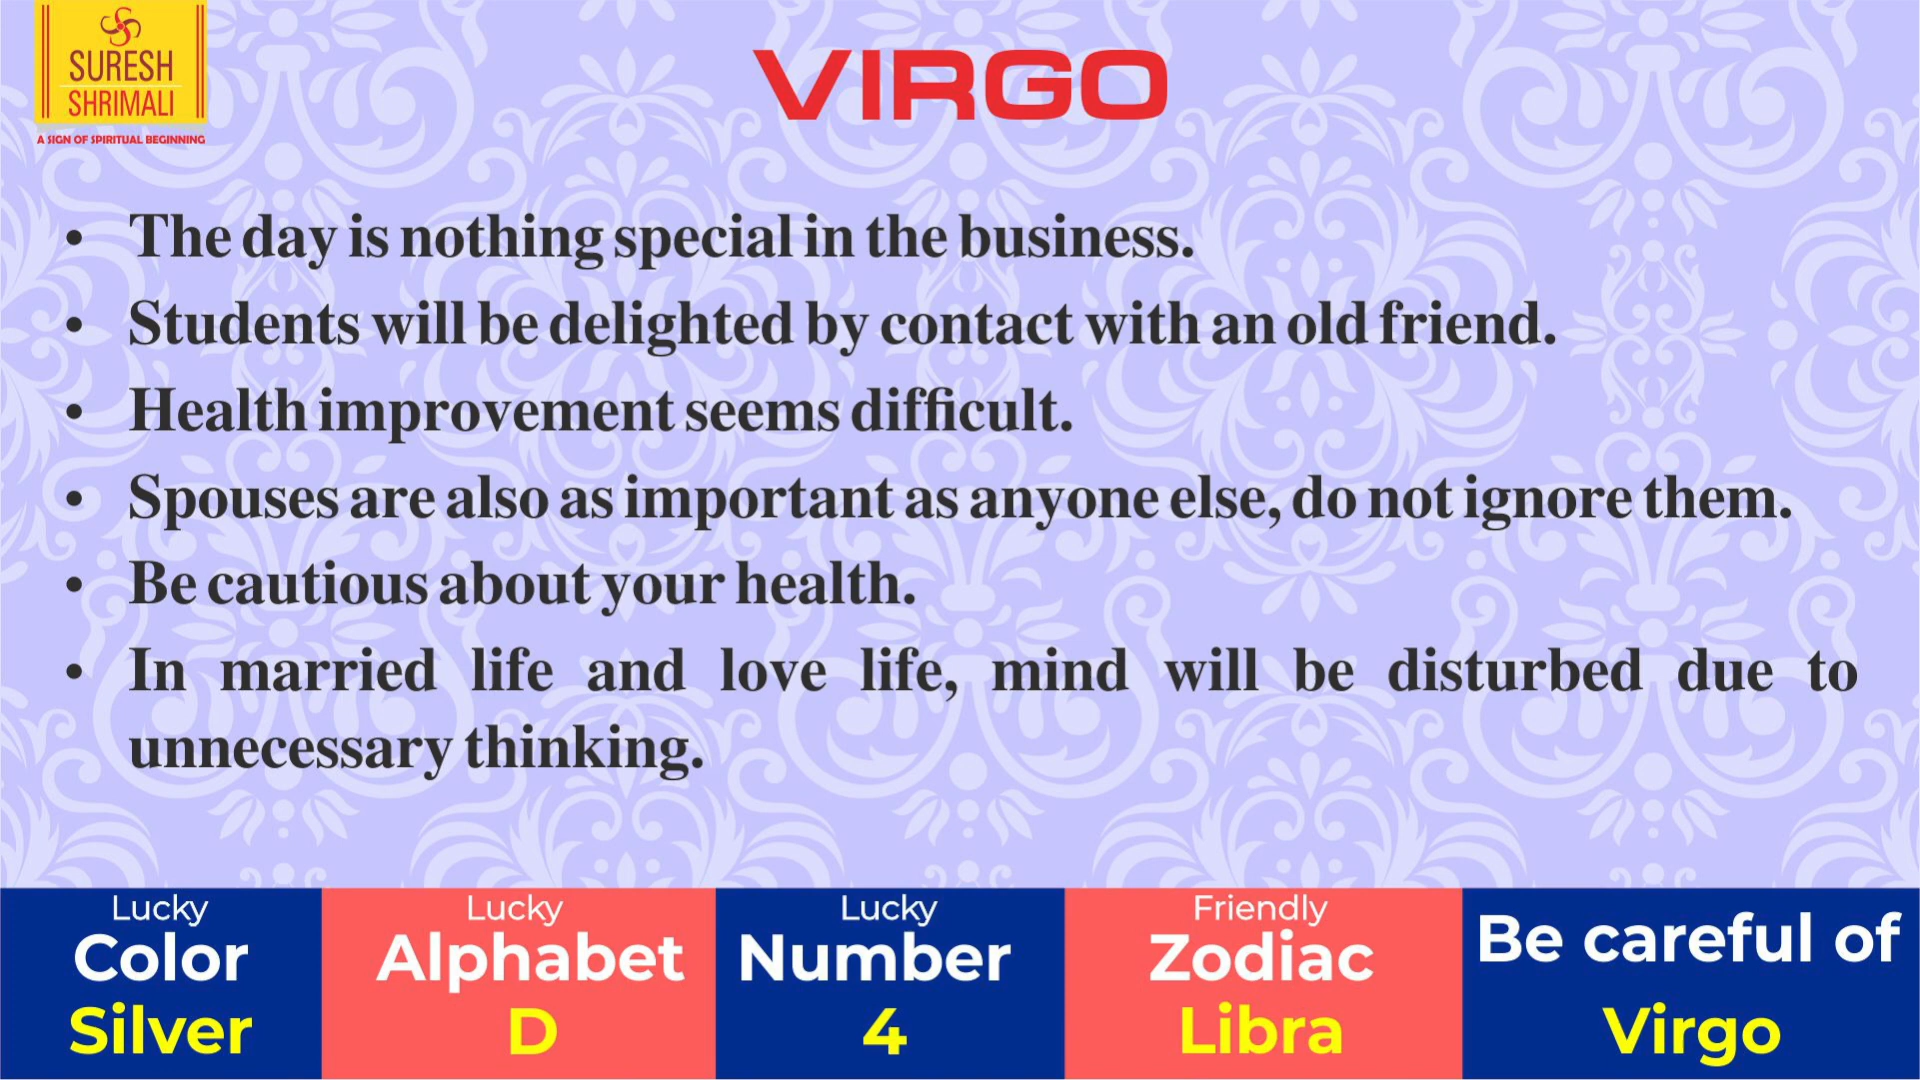 SURESH
SHRIMALI
A SIGN OF SPIRITUAL BEGINNING
VIRGO
• The day is nothing special in the business.
• Students will be delighted by contact with an old friend.
• Health improvement seems difficult.
• Spouses are also as important as anyone else, do not ignore them.
• Be cautious about your health.
• In married life and love life, mind will be disturbed due to
unnecessary thinking.
Lucky
Color
Silver
Lucky
Alphabet
D
Lucky
Number
4
Friendly
Zodiac
Libra
Be careful of
Virgo